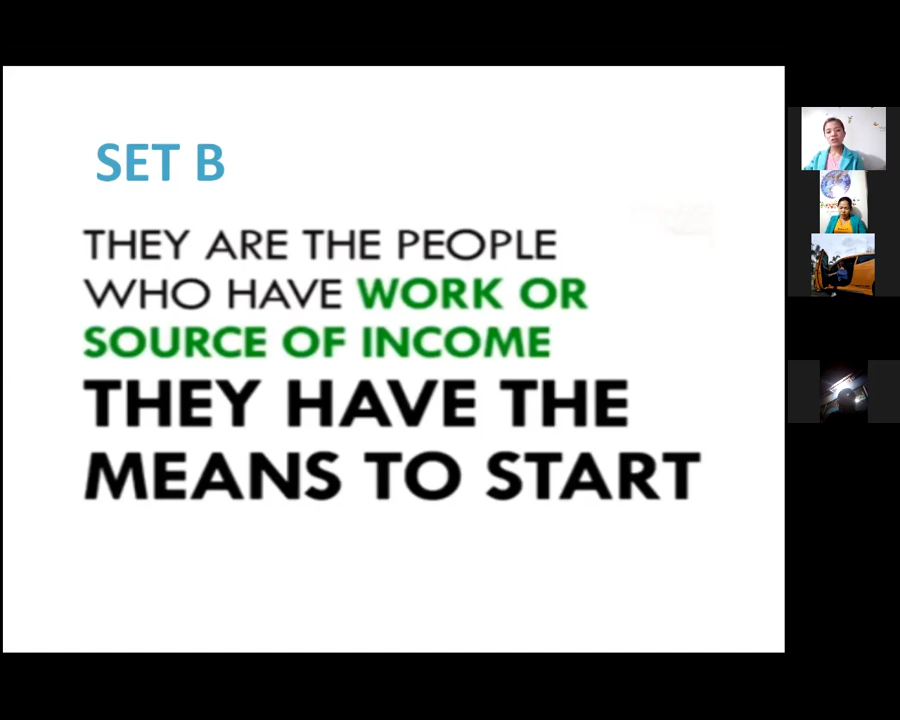 SET B
THEY ARE THE PEOPLE
WHO HAVE WORK OR
SOURCE OF INCOME
THEY HAVE THE
MEANS TO START